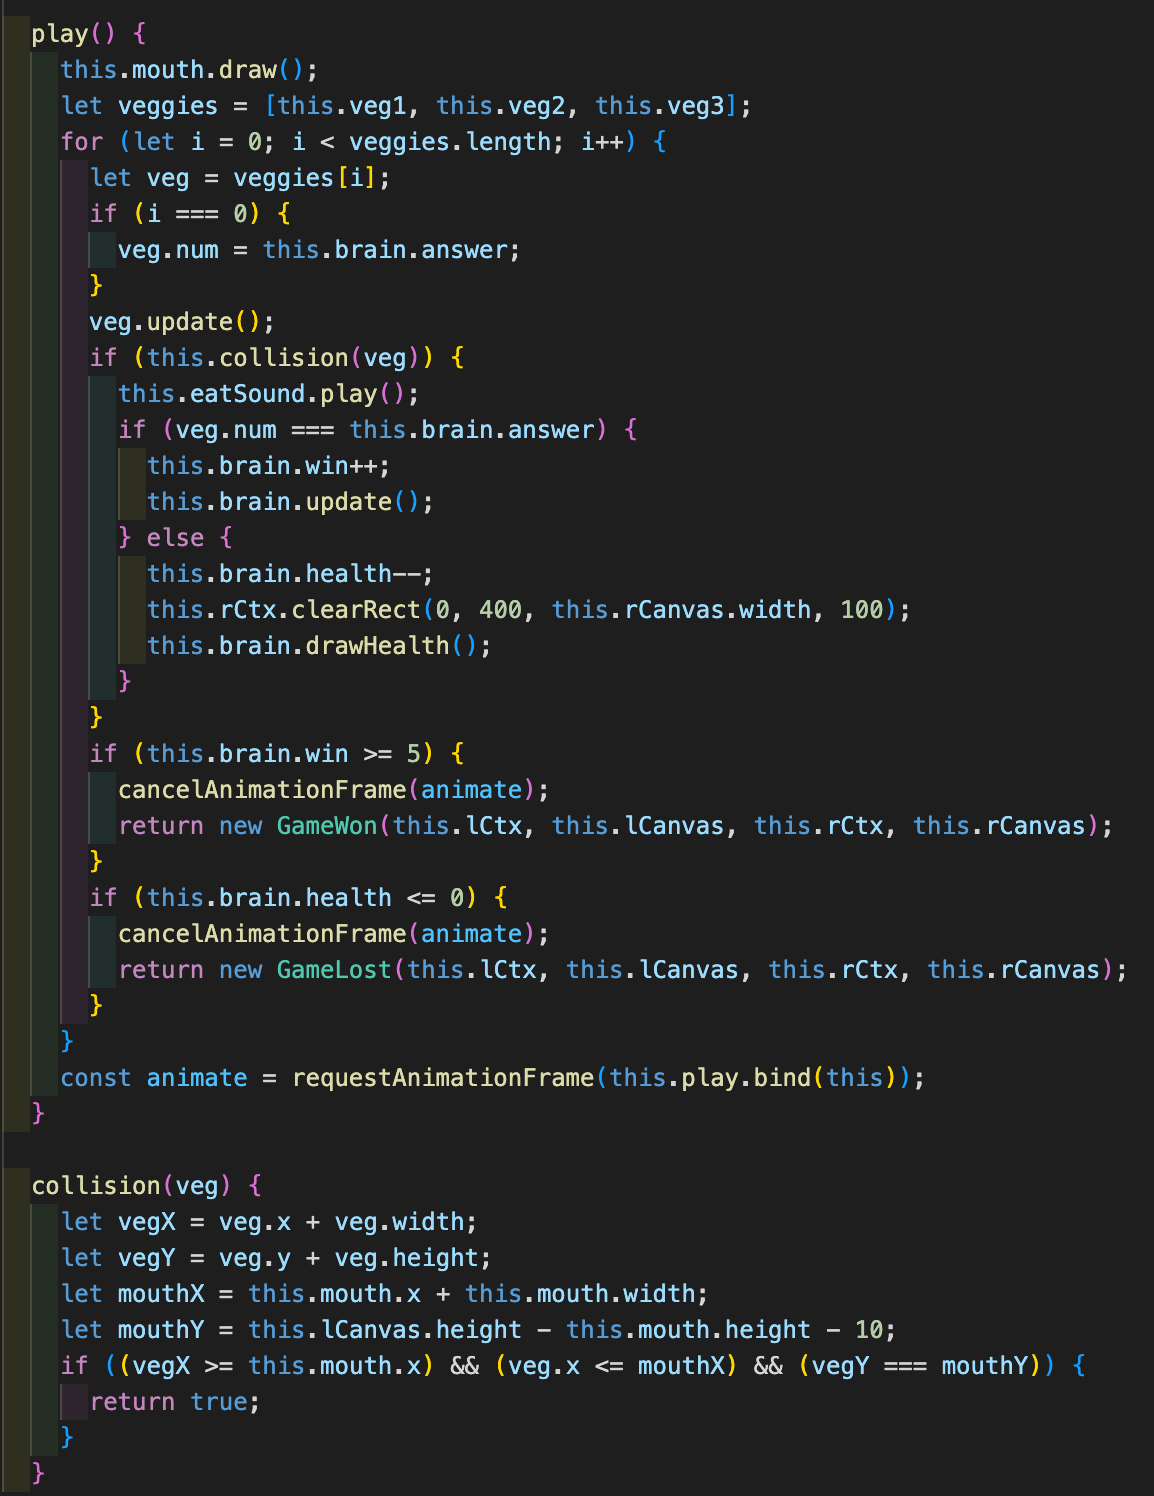 play() {
  this.mouth.draw();
  let veggies = [this.veg1, this.veg2, this.veg3];
  for (let i = 0; i < veggies.length; i++) {
    let veg = veggies[i];
    if (i === 0) {
      veg.num = this.brain.answer;
    }
    veg.update();
    if (this.collision(veg)) {
      this.eatSound.play();
      if (veg.num === this.brain.answer) {
        this.brain.win++;
        this.brain.update();
      } else {
        this.brain.health--;
        this.rCtx.clearRect(0, 400, this.rCanvas.width, 100);
        this.brain.drawHealth();
      }
    }
    if (this.brain.win >= 5) {
      cancelAnimationFrame(animate);
      return new GameWon(this.lCtx, this.lCanvas, this.rCtx, this.rCanvas);
    }
    if (this.brain.health <= 0) {
      cancelAnimationFrame(animate);
      return new GameLost(this.lCtx, this.lCanvas, this.rCtx, this.rCanvas);
    }
  }
  const animate = requestAnimationFrame(this.play.bind(this));
}

collision(veg) {
  let vegX = veg.x + veg.width;
  let vegY = veg.y + veg.height;
  let mouthX = this.mouth.x + this.mouth.width;
  let mouthY = this.lCanvas.height - this.mouth.height - 10;
  if ((vegX >= this.mouth.x) && (veg.x <= mouthX) && (vegY === mouthY)) {
    return true;
  }
}